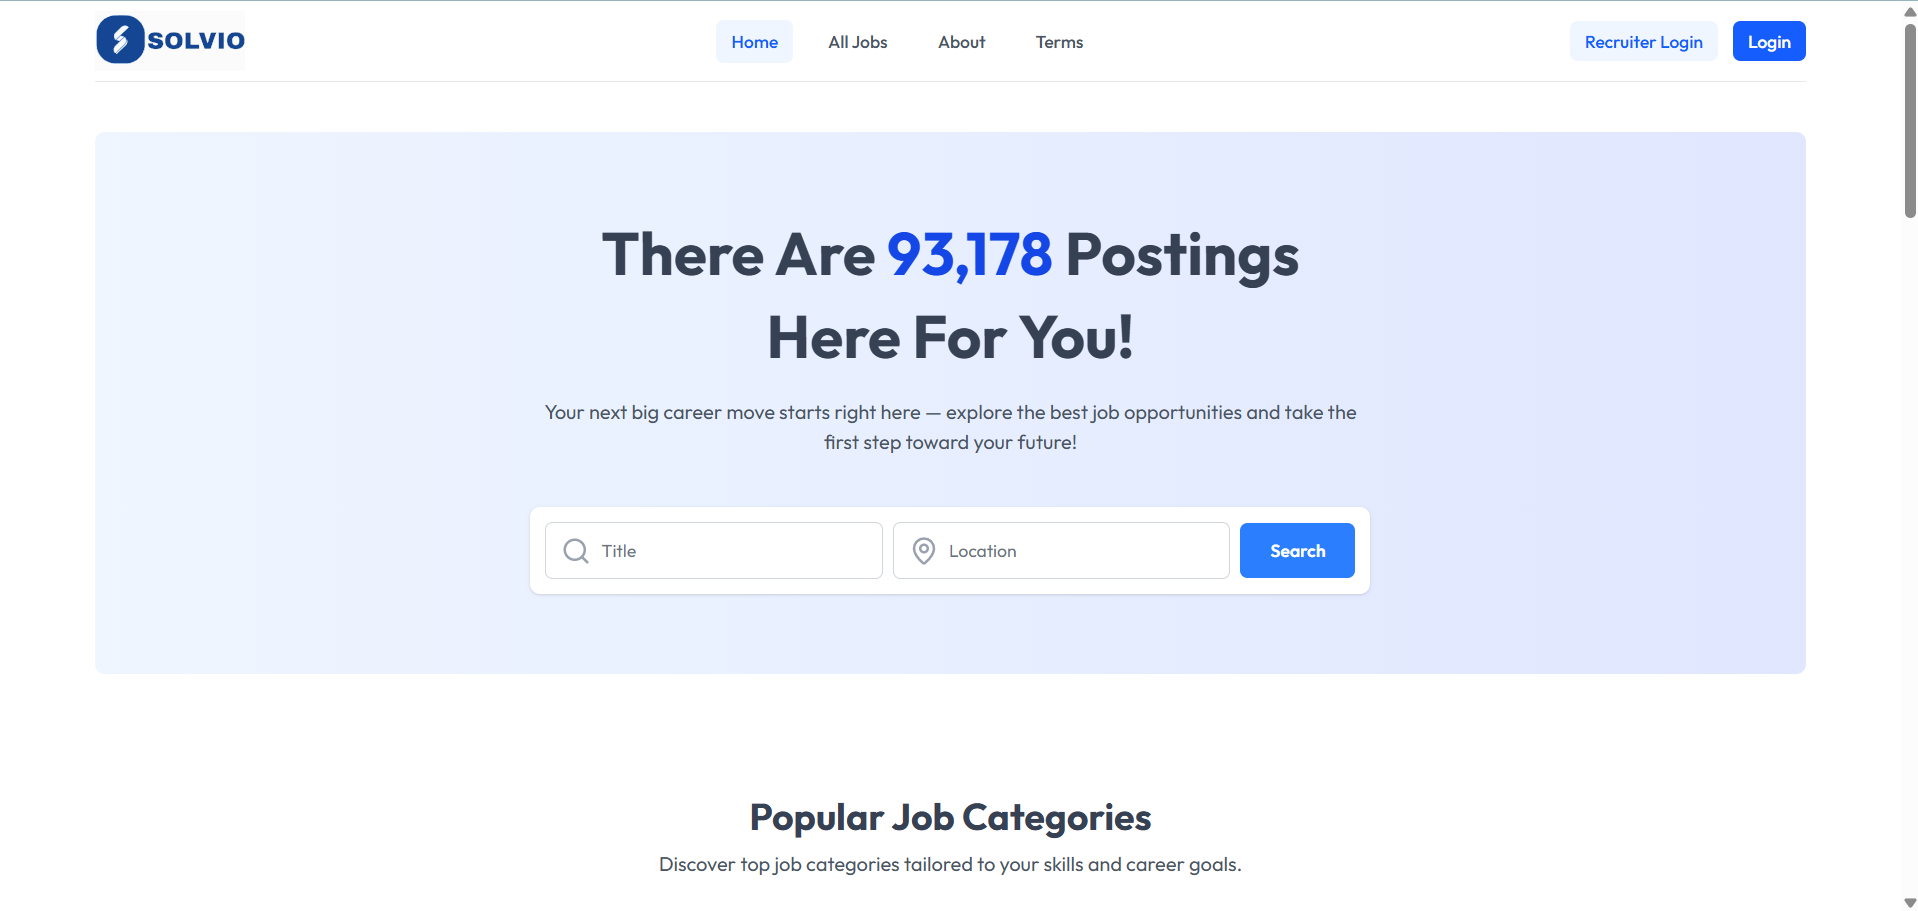 SOLVIO
Home
All Jobs
About
Terms
Recruiter Login
Login
There Are 93,178 Postings
Here For You!
Your next big career move starts right here — explore the best job opportunities and take the
first step toward your future!
Title
Location
Search
Popular Job Categories
Discover top job categories tailored to your skills and career goals.